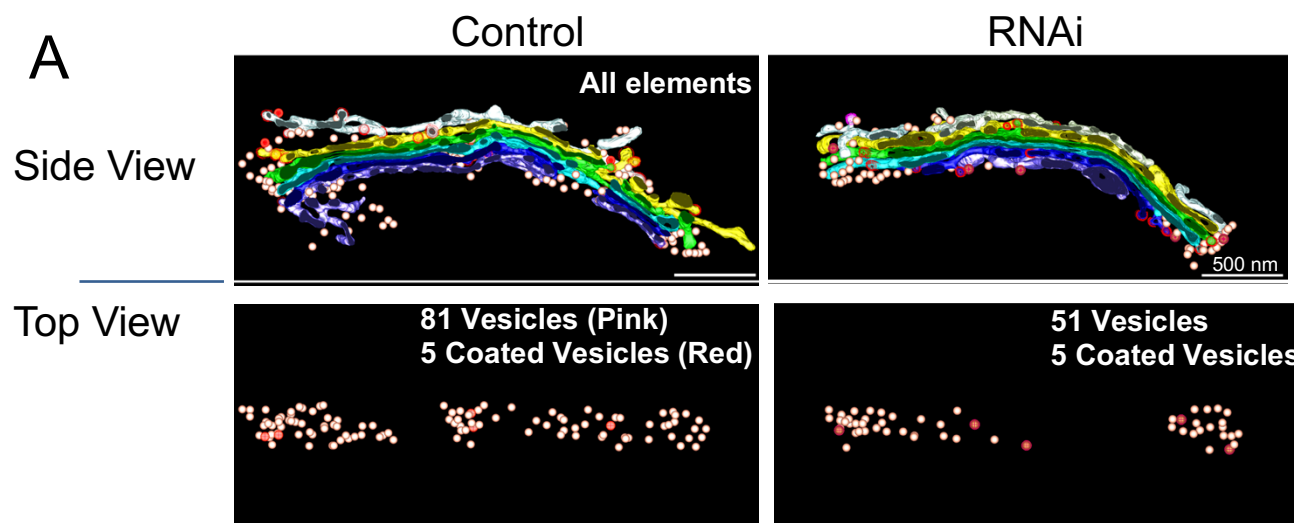 A
Control
RNAi
Side View
All elements
500 nm
Top View
81 Vesicles (Pink)
5 Coated Vesicles (Red)
51 Vesicles
5 Coated Vesicles